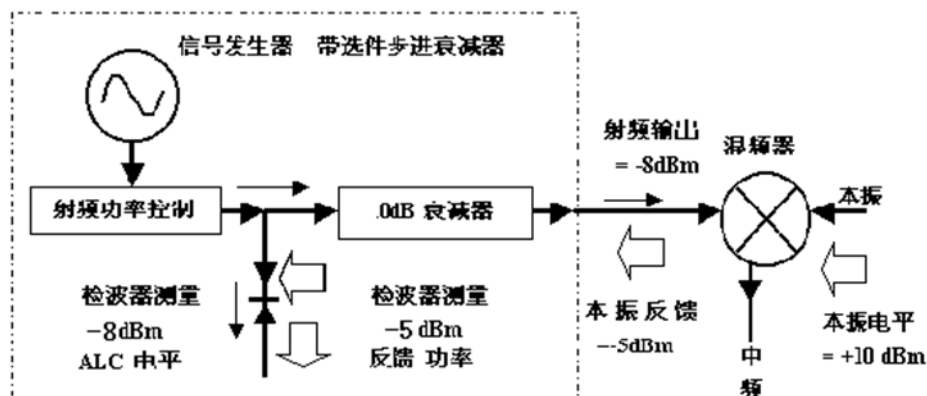 信号发生器 带选件步进衰减器
射频功率控制
.0dB 衰减器
射频输出
= -8dBm
混频器
本振
检波器测量
-8dBm
ALC 电平
检波器测量
-5 dBm
反馈 功率
本振反馈
--5dBm
本振电平
= +10 dBm
中
频